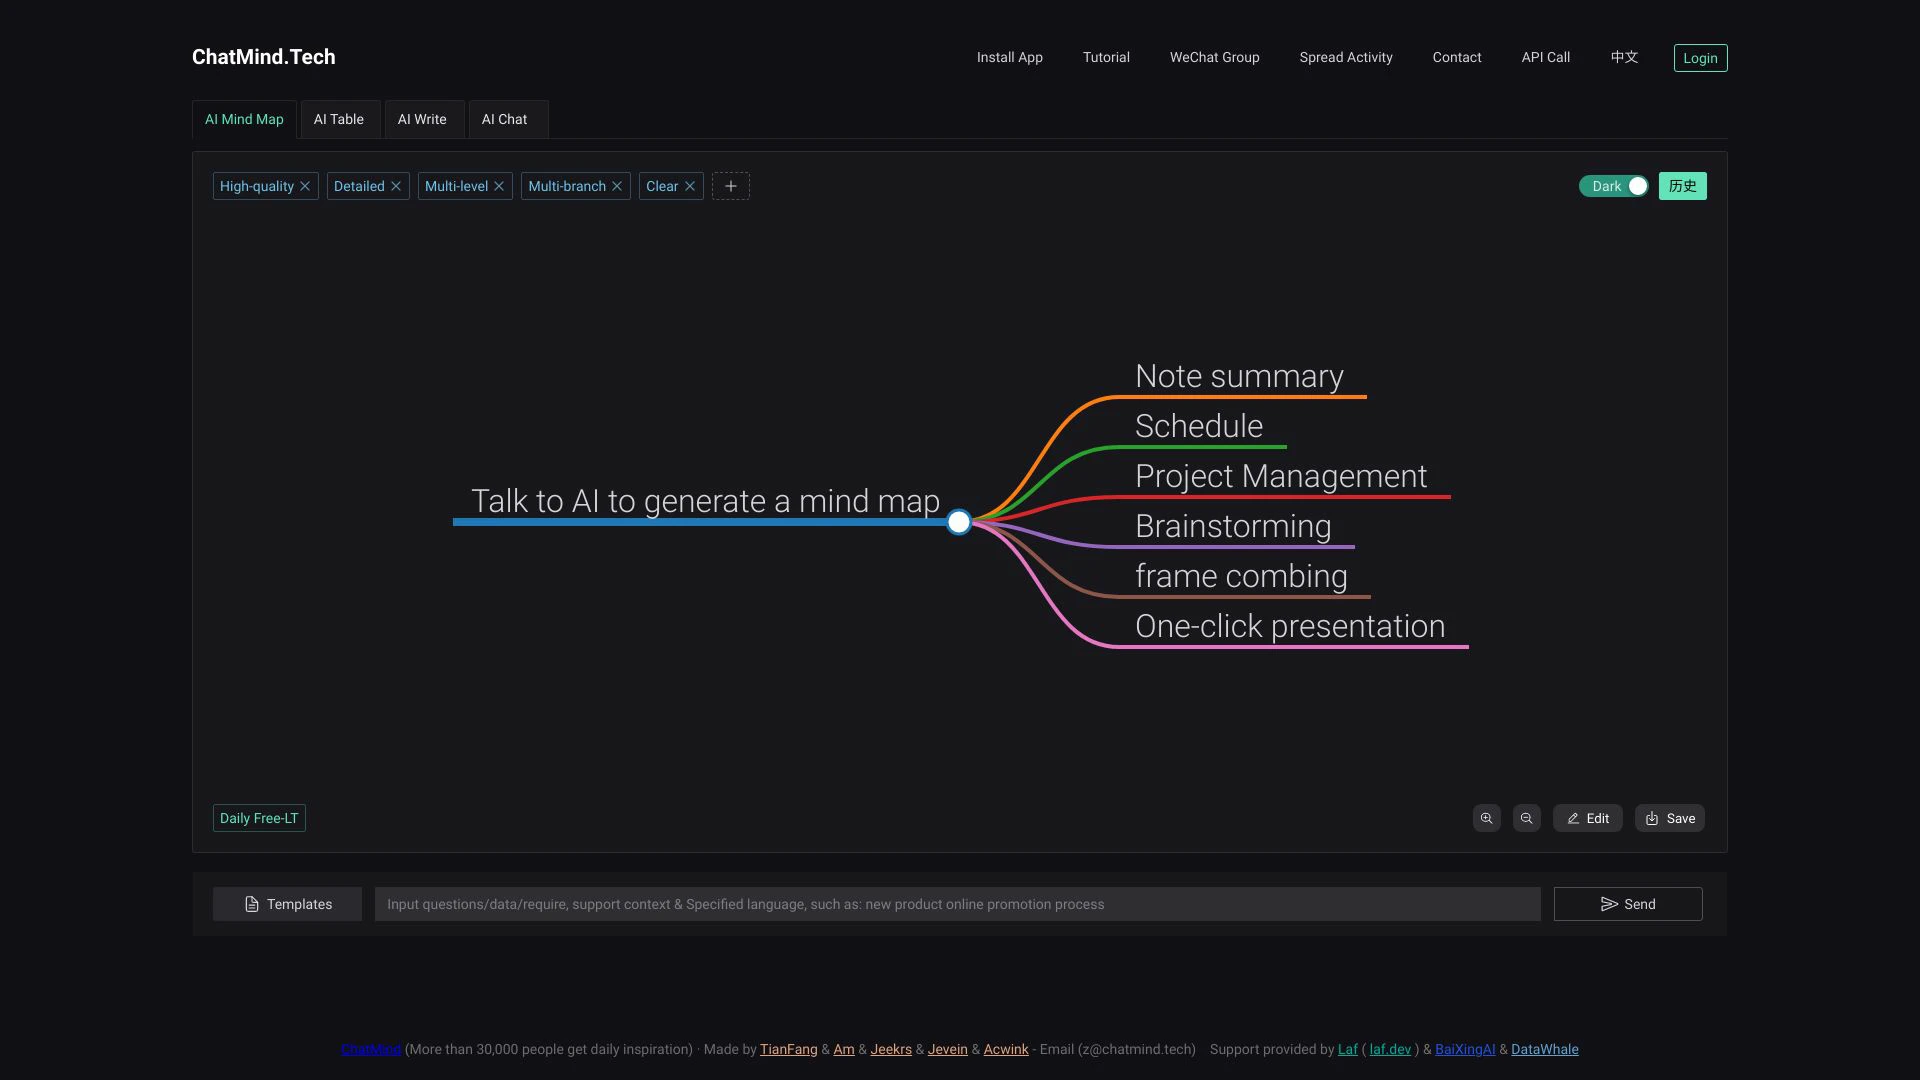 ChatMind.Tech
Install App Tutorial WeChat Group Spread Activity Contact API Call 中文 Login
AI Mind Map AI Table AI Write AI Chat
High-quality Detailed Multi-level Multi-branch Clear Dark 历史
Note summary
Schedule
Project Management
Talk to AI to generate a mind map
Brainstorming
frame combing
One-click presentation
Daily Free-LT Edit Save
Templates Input questions/data/require, support context & Specified language, such as: new product online promotion process Send
ChatMind (More than 30,000 people get daily inspiration) · Made by TianFang & Am & Jeekrs & Jevein & Acwink - Email (z@chatmind.tech) Support provided by Laf ( laf.dev ) & BaiXingAI & DataWhale